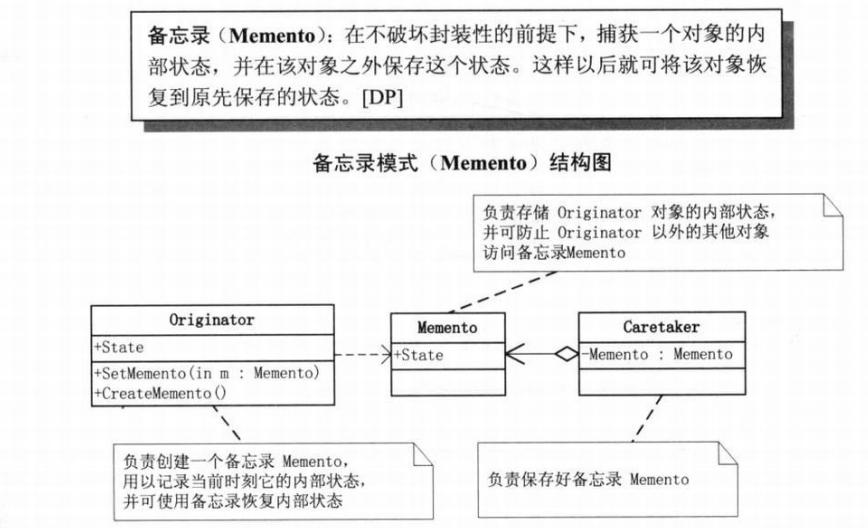 备忘录（Memento）：在不破坏封装性的前提下，捕获一个对象的内
部状态，并在该对象之外保存这个状态。这样以后就可将该对象恢
复到原先保存的状态。[DP]
备忘录模式（Memento）结构图
负责存储 Originator 对象的内部状态，
并可防止 Originator 以外的其他对象
访问备忘录Memento
Originator
+State
+SetMemento(in m : Memento)
+CreateMemento()
Memento
+State
Caretaker
-Memento : Memento
负责创建一个备忘录 Memento，
用以记录当前时刻它的内部状态，
并可使用备忘录恢复内部状态
负责保存好备忘录 Memento